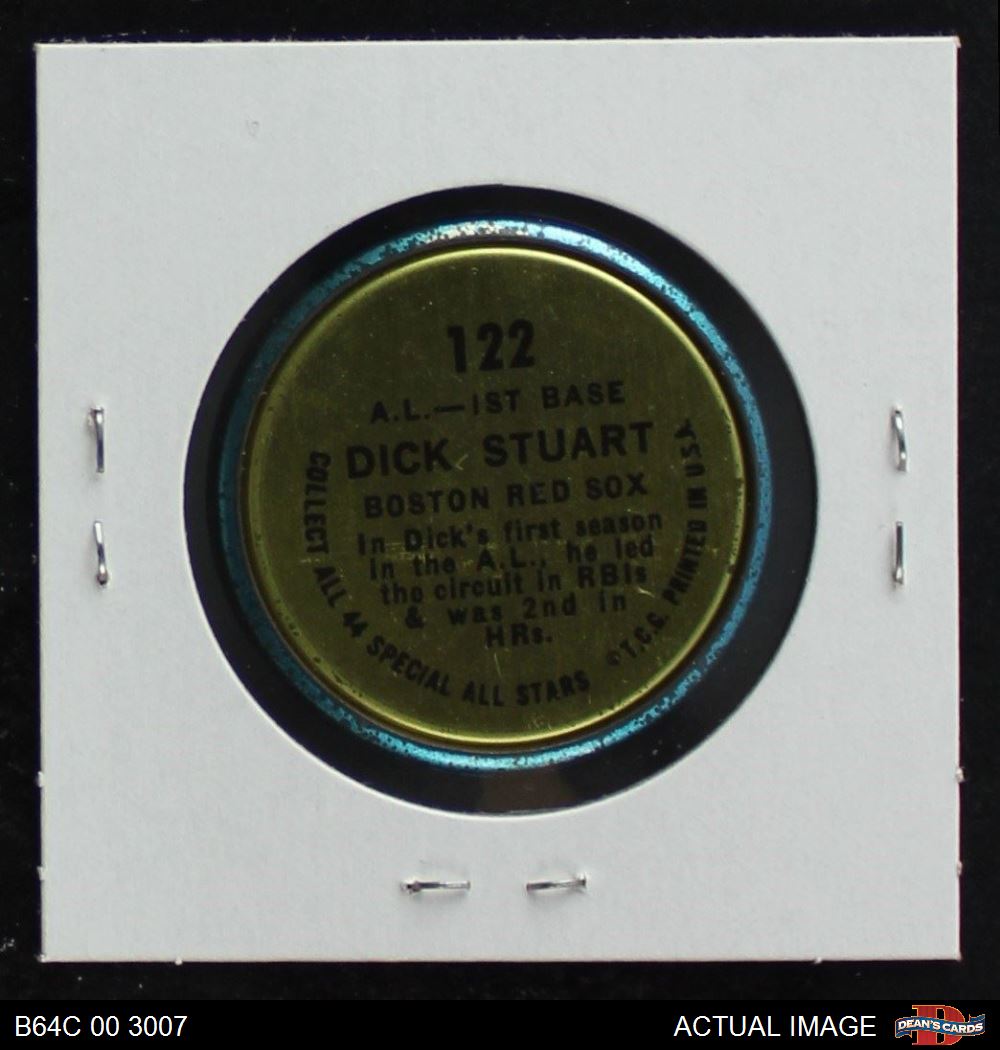 122
A.L.—1ST BASE
DICK STUART
BOSTON RED SOX
In Dick's first season
in the A.L., he led
the circuit in RBIs
& was 2nd in
HRs.
COLLECT ALL 44 SPECIAL ALL STARS
©T.C.G. PRINTED IN U.S.A.
B64C 00 3007
ACTUAL IMAGE
D
DEAN'S CARDS